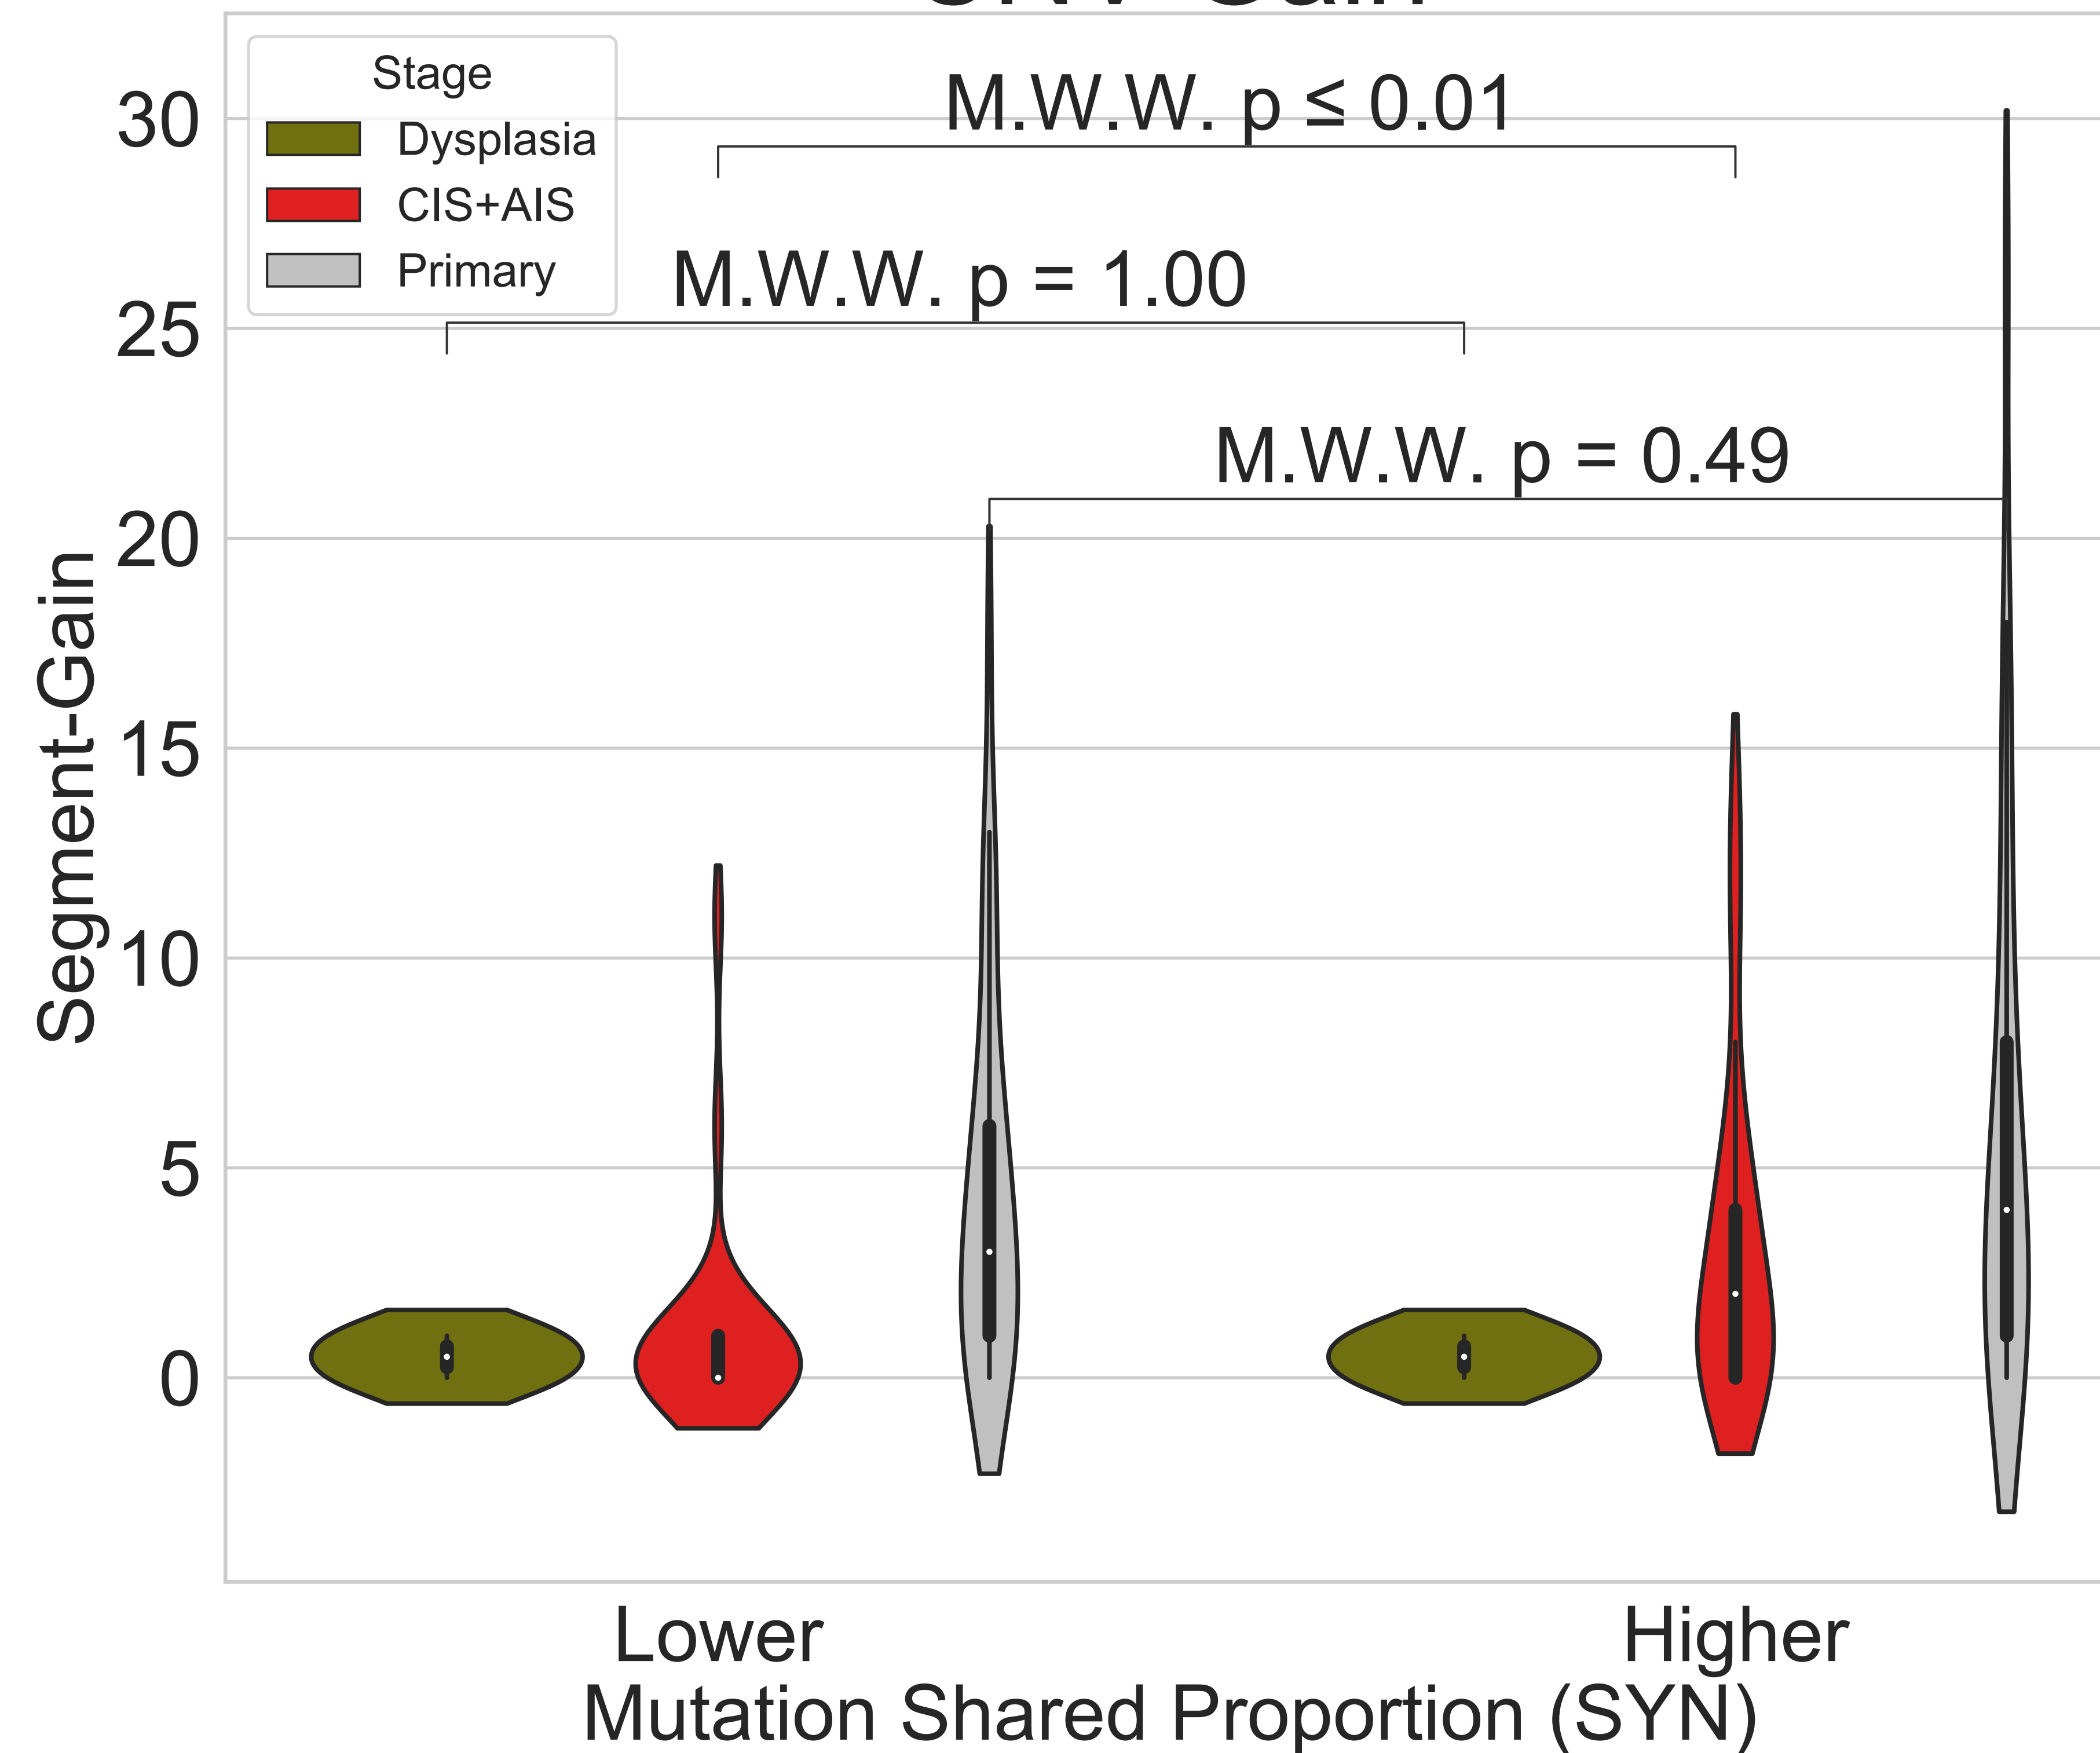 Stage
Dysplasia
CIS+AIS
Primary
M.W.W. p ≤ 0.01
M.W.W. p = 1.00
M.W.W. p = 0.49
30
25
20
15
10
5
0
Segment-Gain
Lower
Higher
Mutation Shared Proportion (SYN)